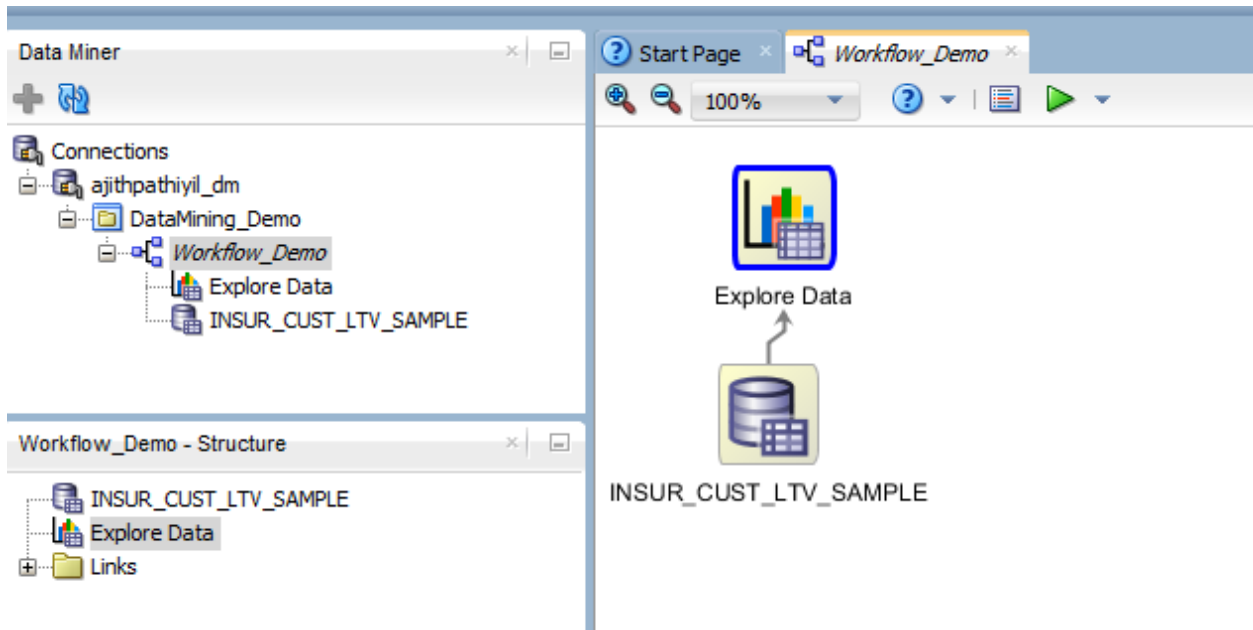 Data Miner
Connections
ajithpathiyil_dm
DataMining_Demo
Workflow_Demo
Explore Data
INSUR_CUST_LTV_SAMPLE
Workflow_Demo - Structure
INSUR_CUST_LTV_SAMPLE
Explore Data
Links
Start Page
Workflow_Demo
100%
Explore Data
INSUR_CUST_LTV_SAMPLE